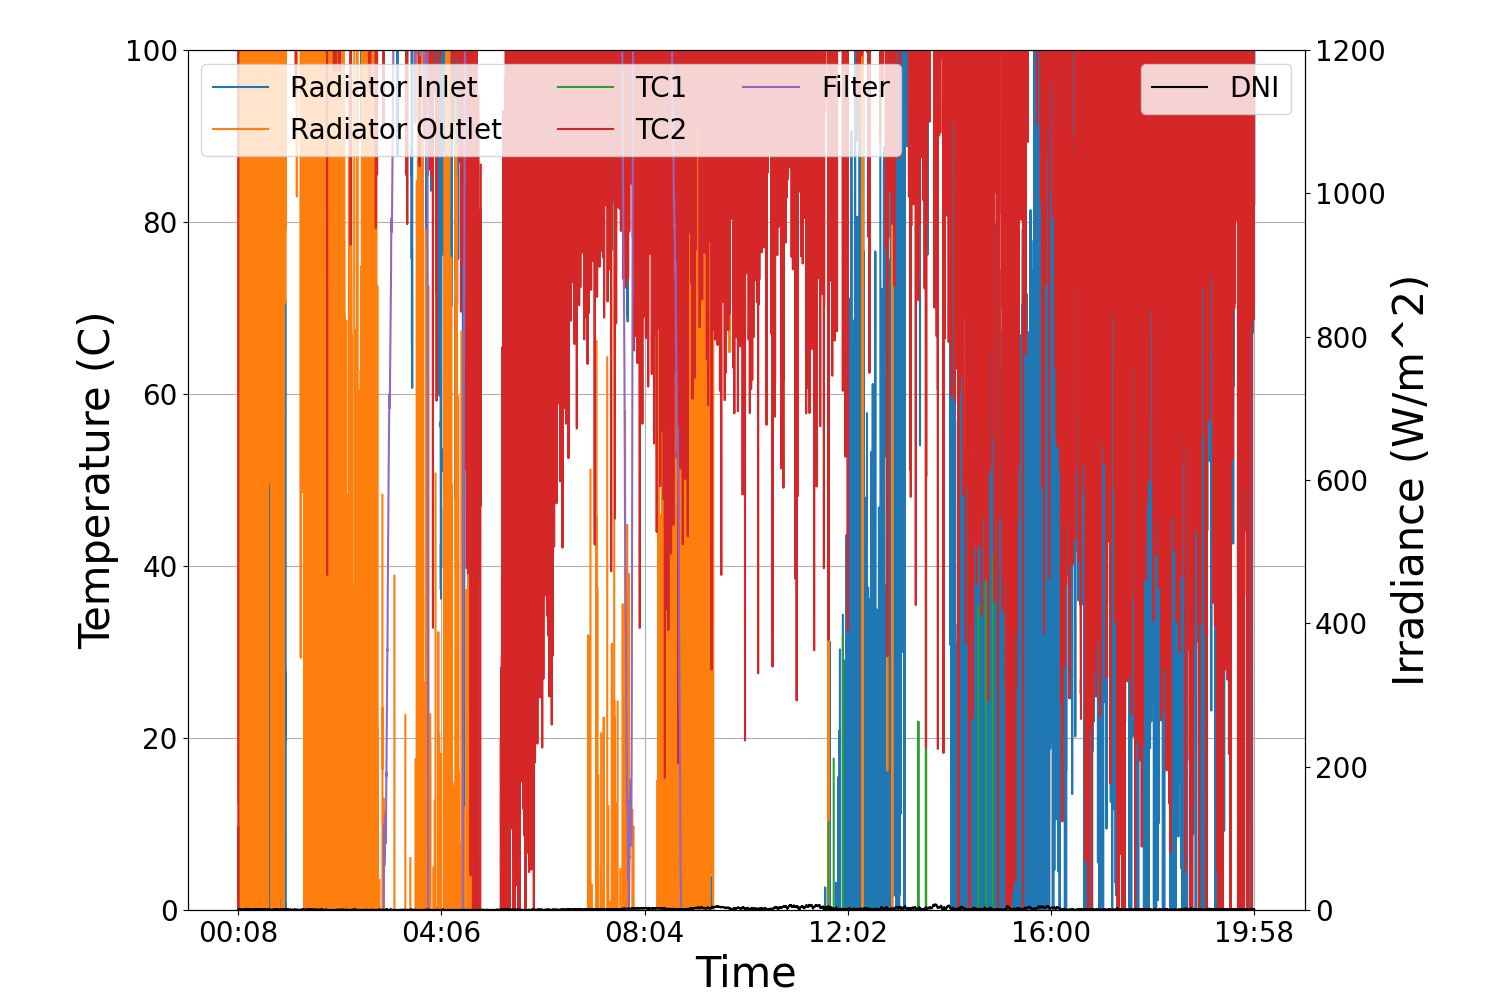 100
80
60
40
20
0
Temperature (C)
Radiator Inlet
Radiator Outlet
TC1
TC2
Filter
DNI
1200
1000
800
600
400
200
0
Irradiance (W/m^2)
00:08 04:06 08:04 12:02 16:00 19:58
Time